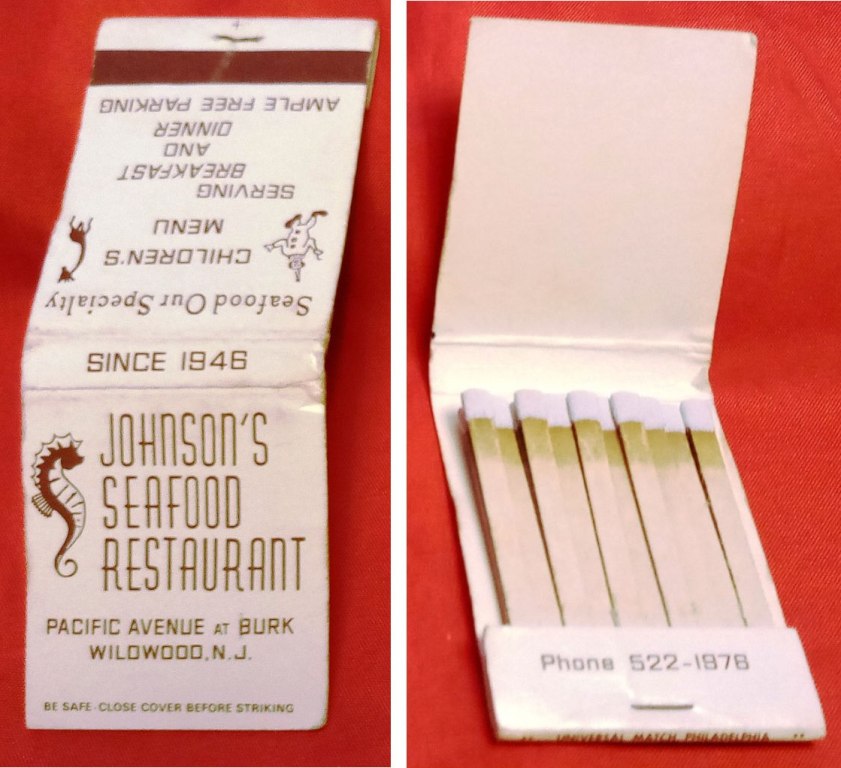 AMPLE FREE PARKING
DINNER
AND
BREAKFAST
SERVING
MENU
CHILDREN'S
Seafood Our Specialty
SINCE 1946
JOHNSON'S
SEAFOOD
RESTAURANT
PACIFIC AVENUE AT BURK
WILDWOOD, N.J.
BE SAFE-CLOSE COVER BEFORE STRIKING
Phone 522-1976
UNIVERSAL MATCH, PHILADELPHIA